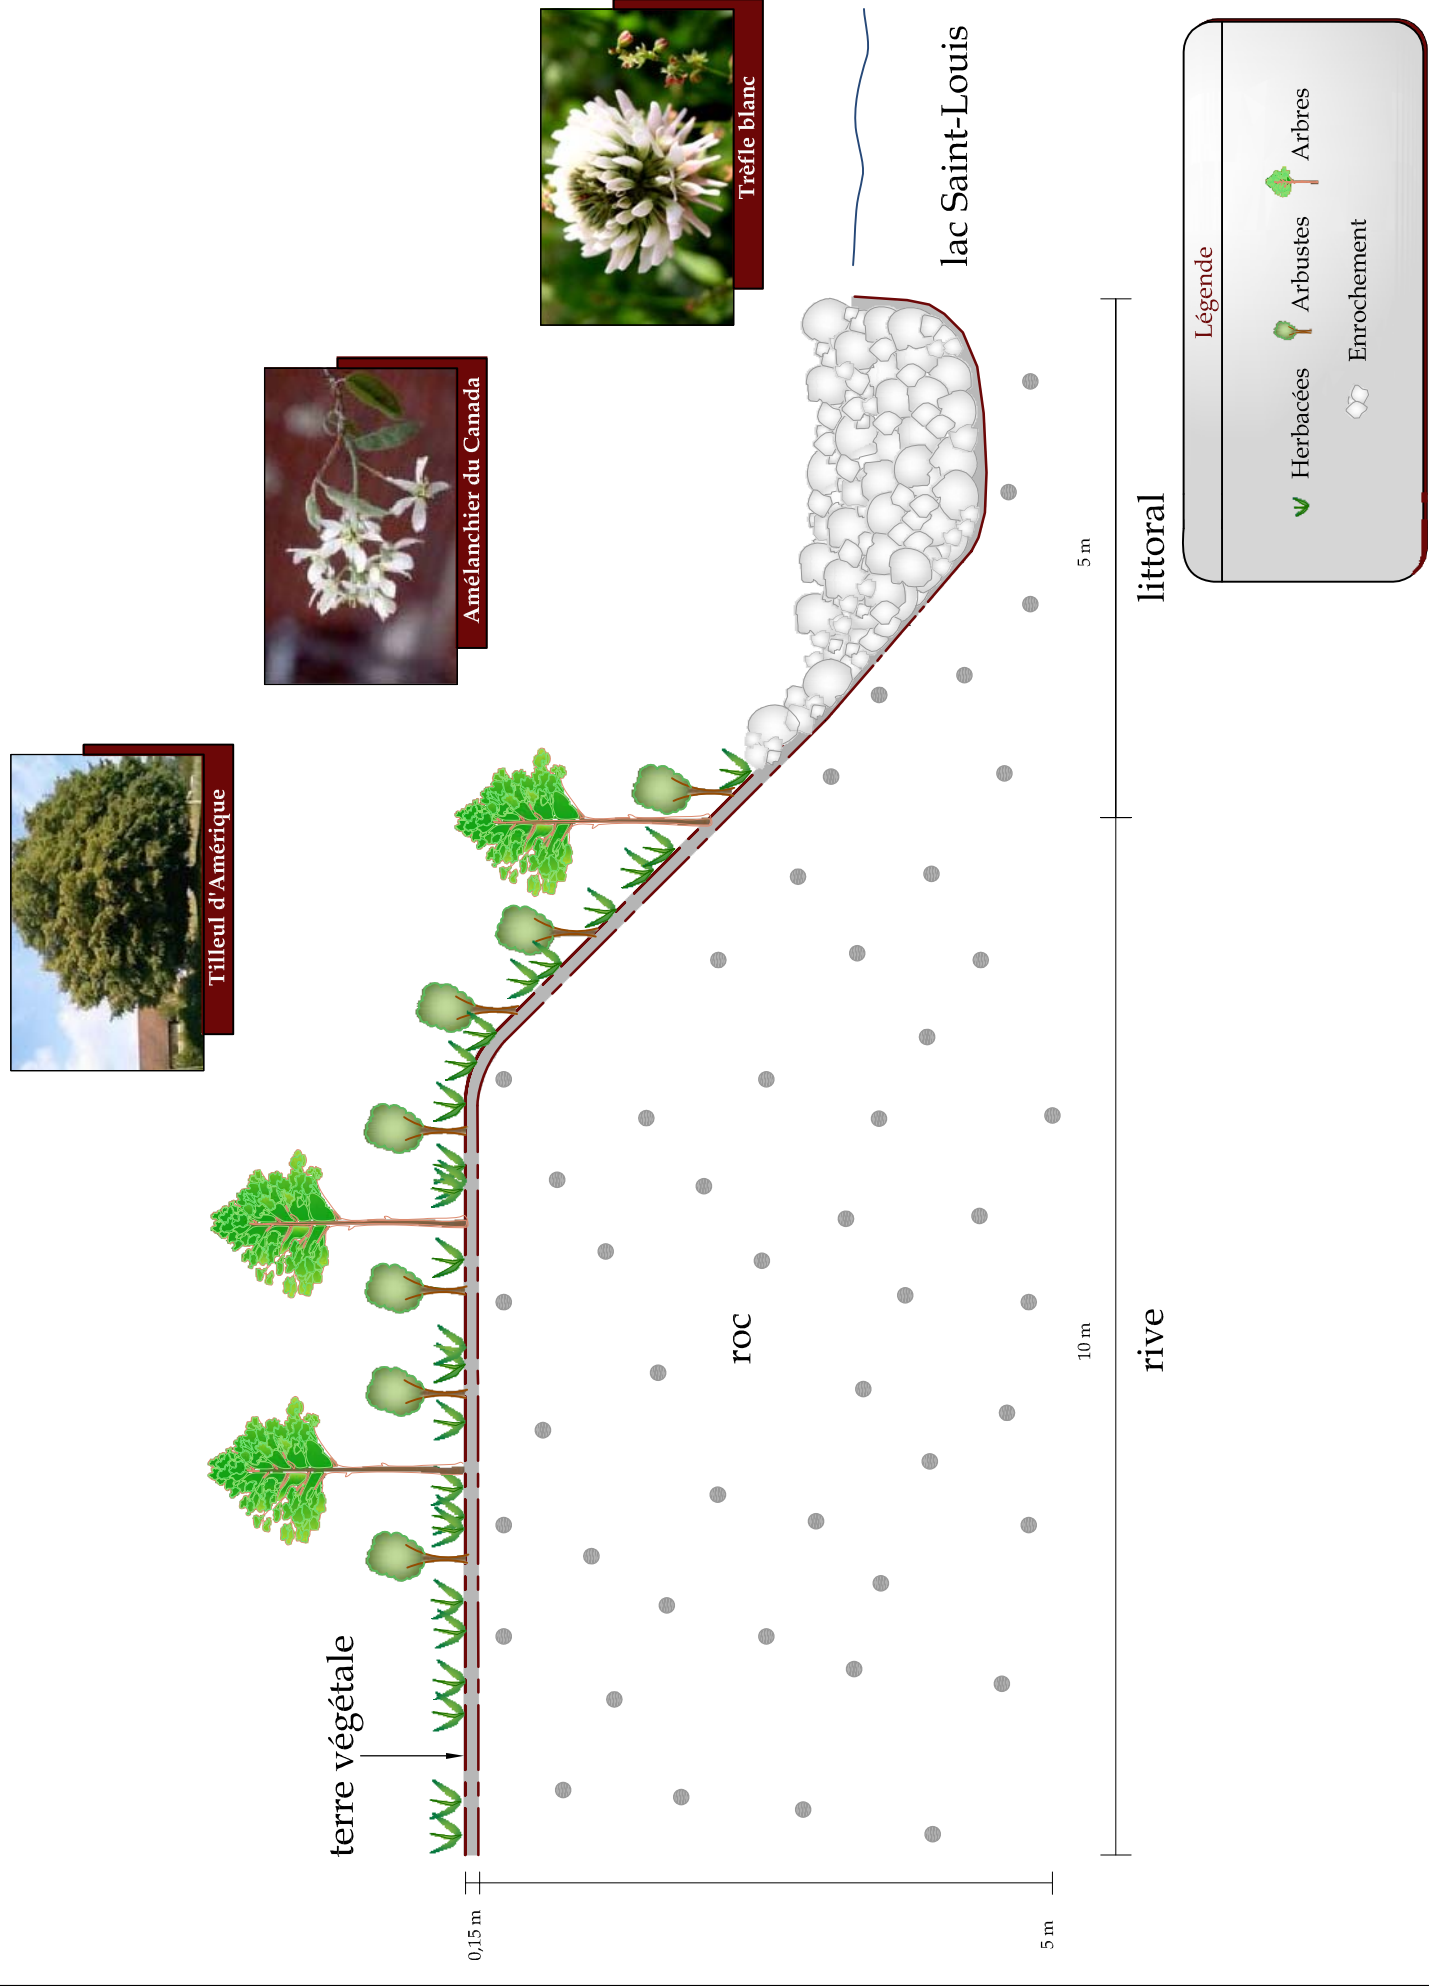 Tilleul d'Amérique
Amélanchier du Canada
Trèfle blanc
terre végétale
lac Saint-Louis
roc
0,15 m
5 m
10 m
5 m
rive
littoral
Légende
Herbacées
Arbustes
Arbres
Enrochement